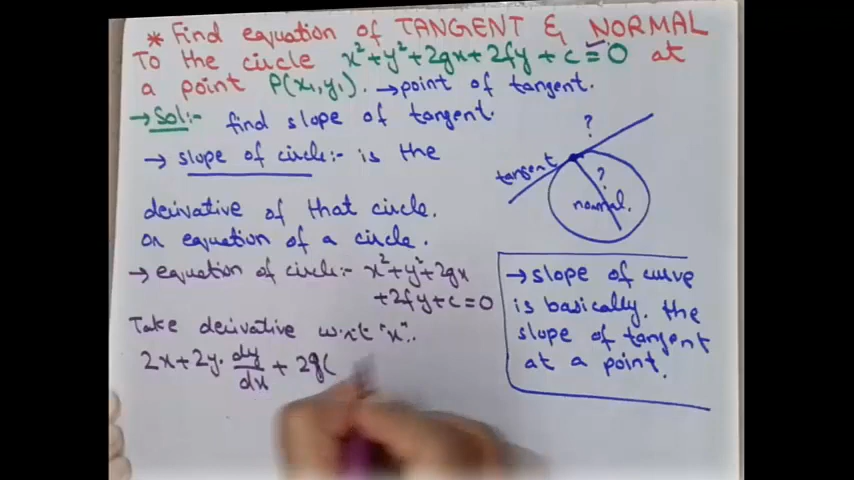 * Find equation of TANGENT & NORMAL
To the circle x²+y²+2gx+2fy+c=0 at
a point P(x₁,y₁). →point of tangent.
→Sol:- find slope of tangent.
→ slope of circle:- is the
derivative of that circle.
or equation of a circle.
→ equation of circle:- x²+y²+2gx
+2fy+c=0
Take derivative w.r.t "x".
2x+2y.dy/dx+2g(
?
tangent
?
normal.
→slope of curve
is basically the
slope of tangent
at a point.